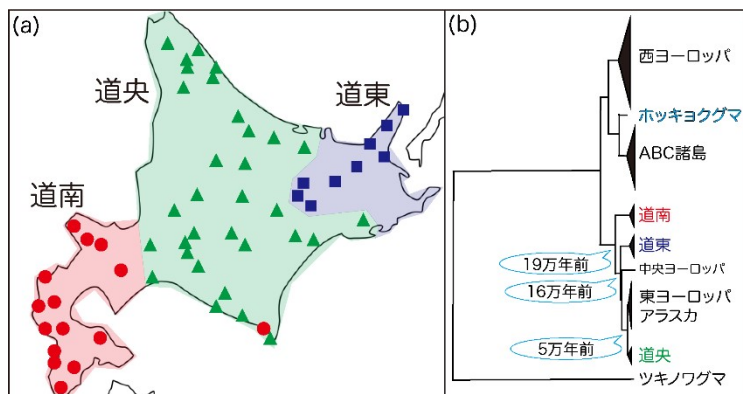 (a)
道央
道東
道南
(b)
西ヨーロッパ
ホッキョクグマ
ABC諸島
道南
道東
19万年前
中央ヨーロッパ
16万年前
東ヨーロッパ
アラスカ
5万年前
道央
ツキノワグマ